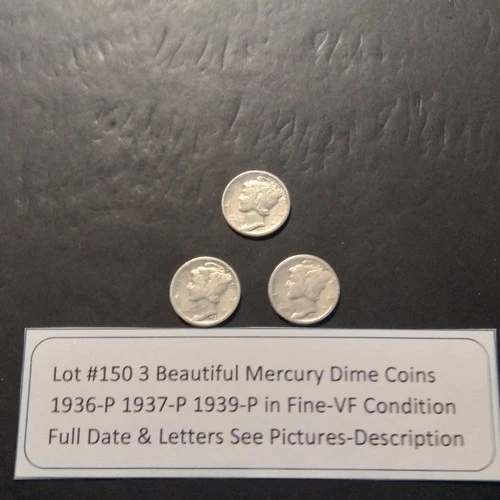 Lot #150 3 Beautiful Mercury Dime Coins
1936-P 1937-P 1939-P in Fine-VF Condition
Full Date & Letters See Pictures-Description